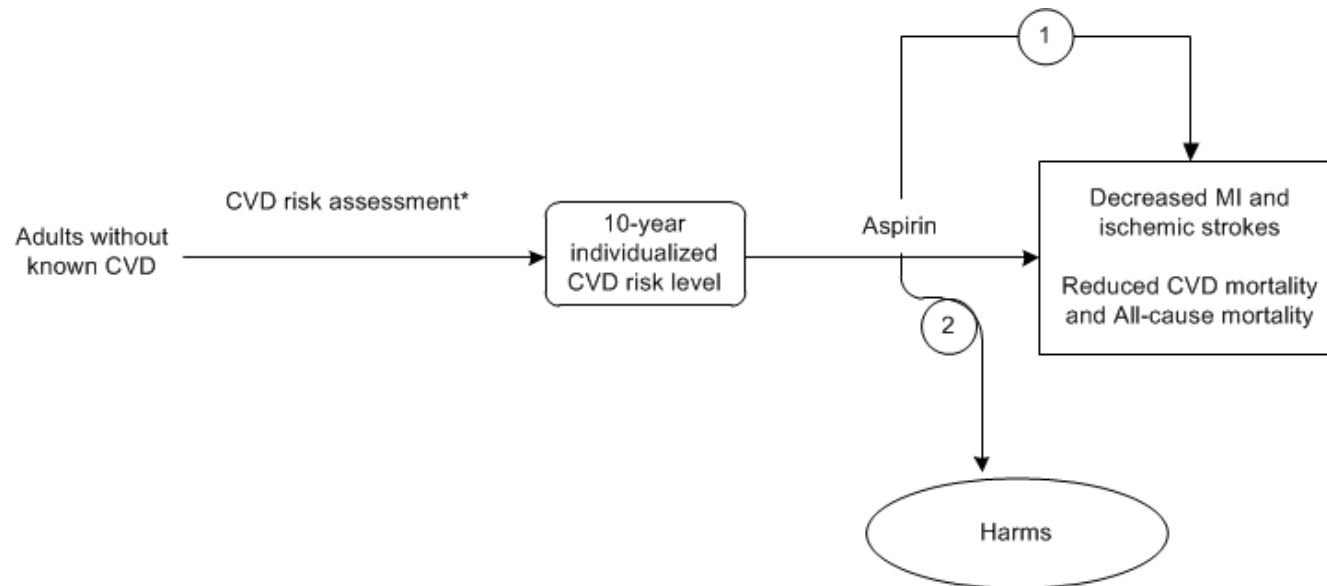 1
CVD risk assessment*
Adults without
known CVD
10-year
individualized
CVD risk level
Aspirin
Decreased MI and
ischemic strokes
Reduced CVD mortality
and All-cause mortality
2
Harms